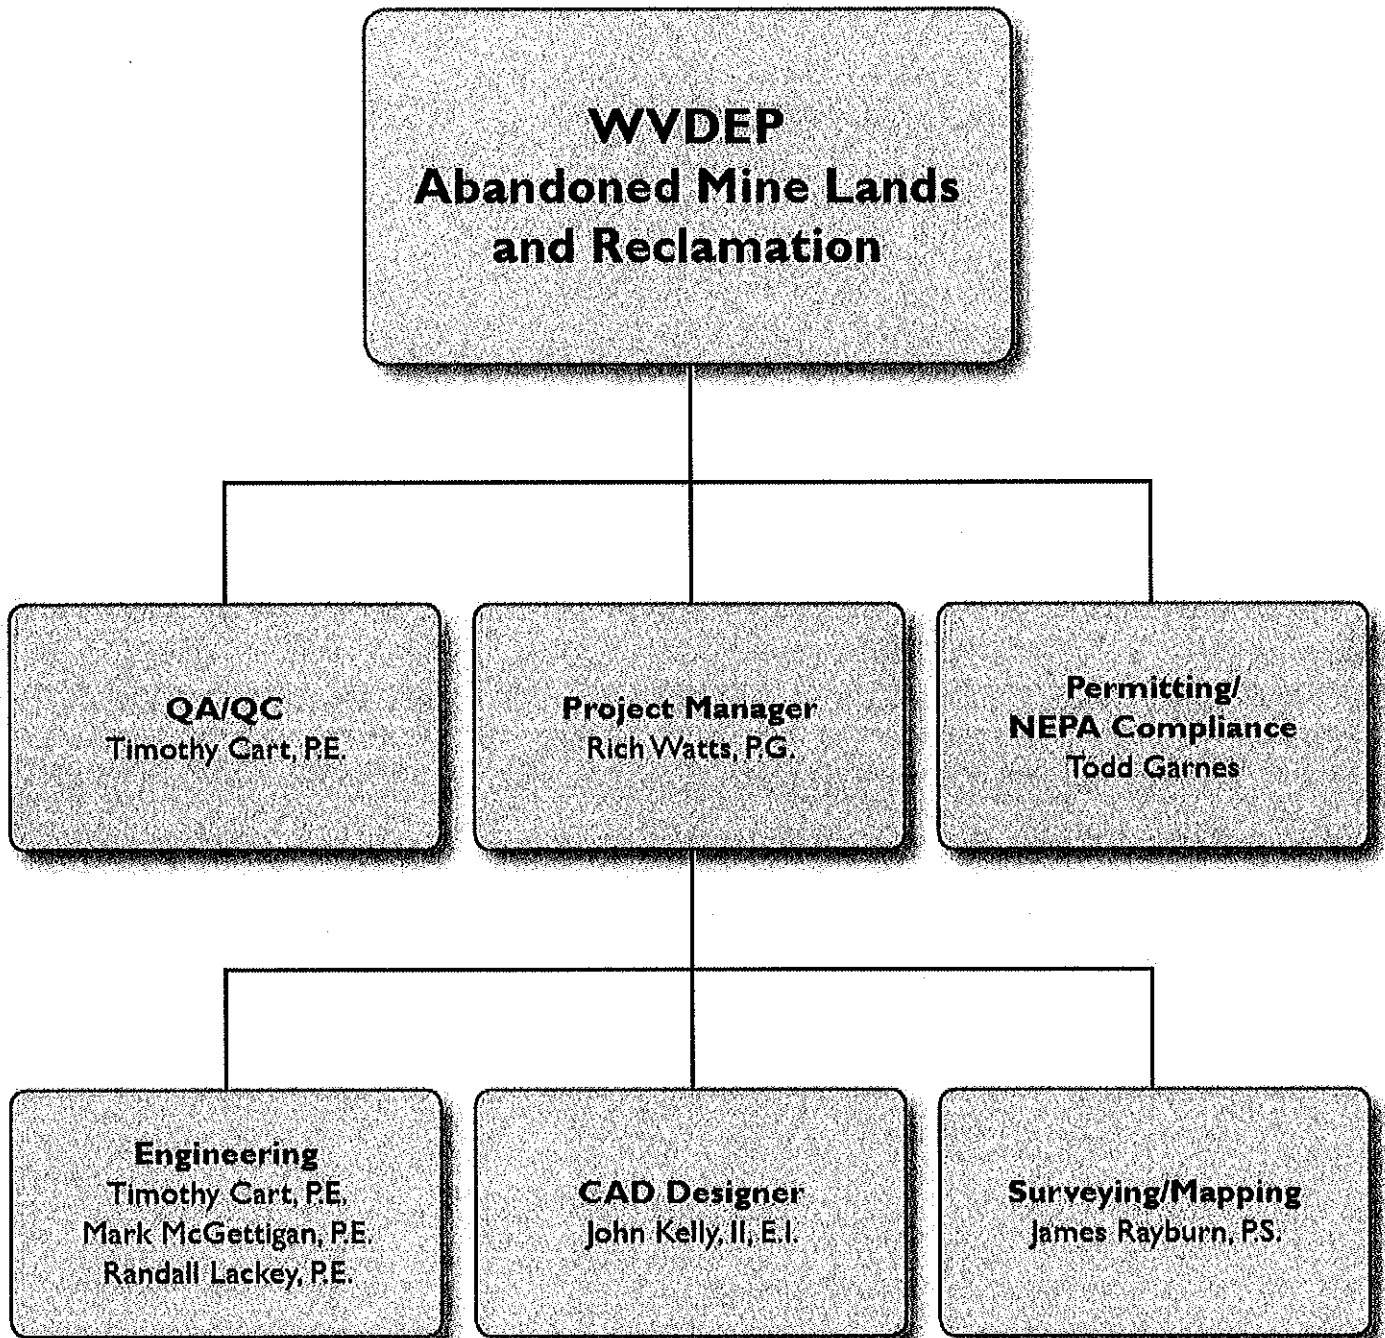 WVDEP
Abandoned Mine Lands
and Reclamation
QA/QC
Timothy Cart, P.E.
Project Manager
Rich Watts, P.G.
Permitting/
NEPA Compliance
Todd Garnes
Engineering
Timothy Cart, P.E.
Mark McGettigan, P.E.
Randall Lackey, P.E.
CAD Designer
John Kelly, II, E.I.
Surveying/Mapping
James Rayburn, P.S.